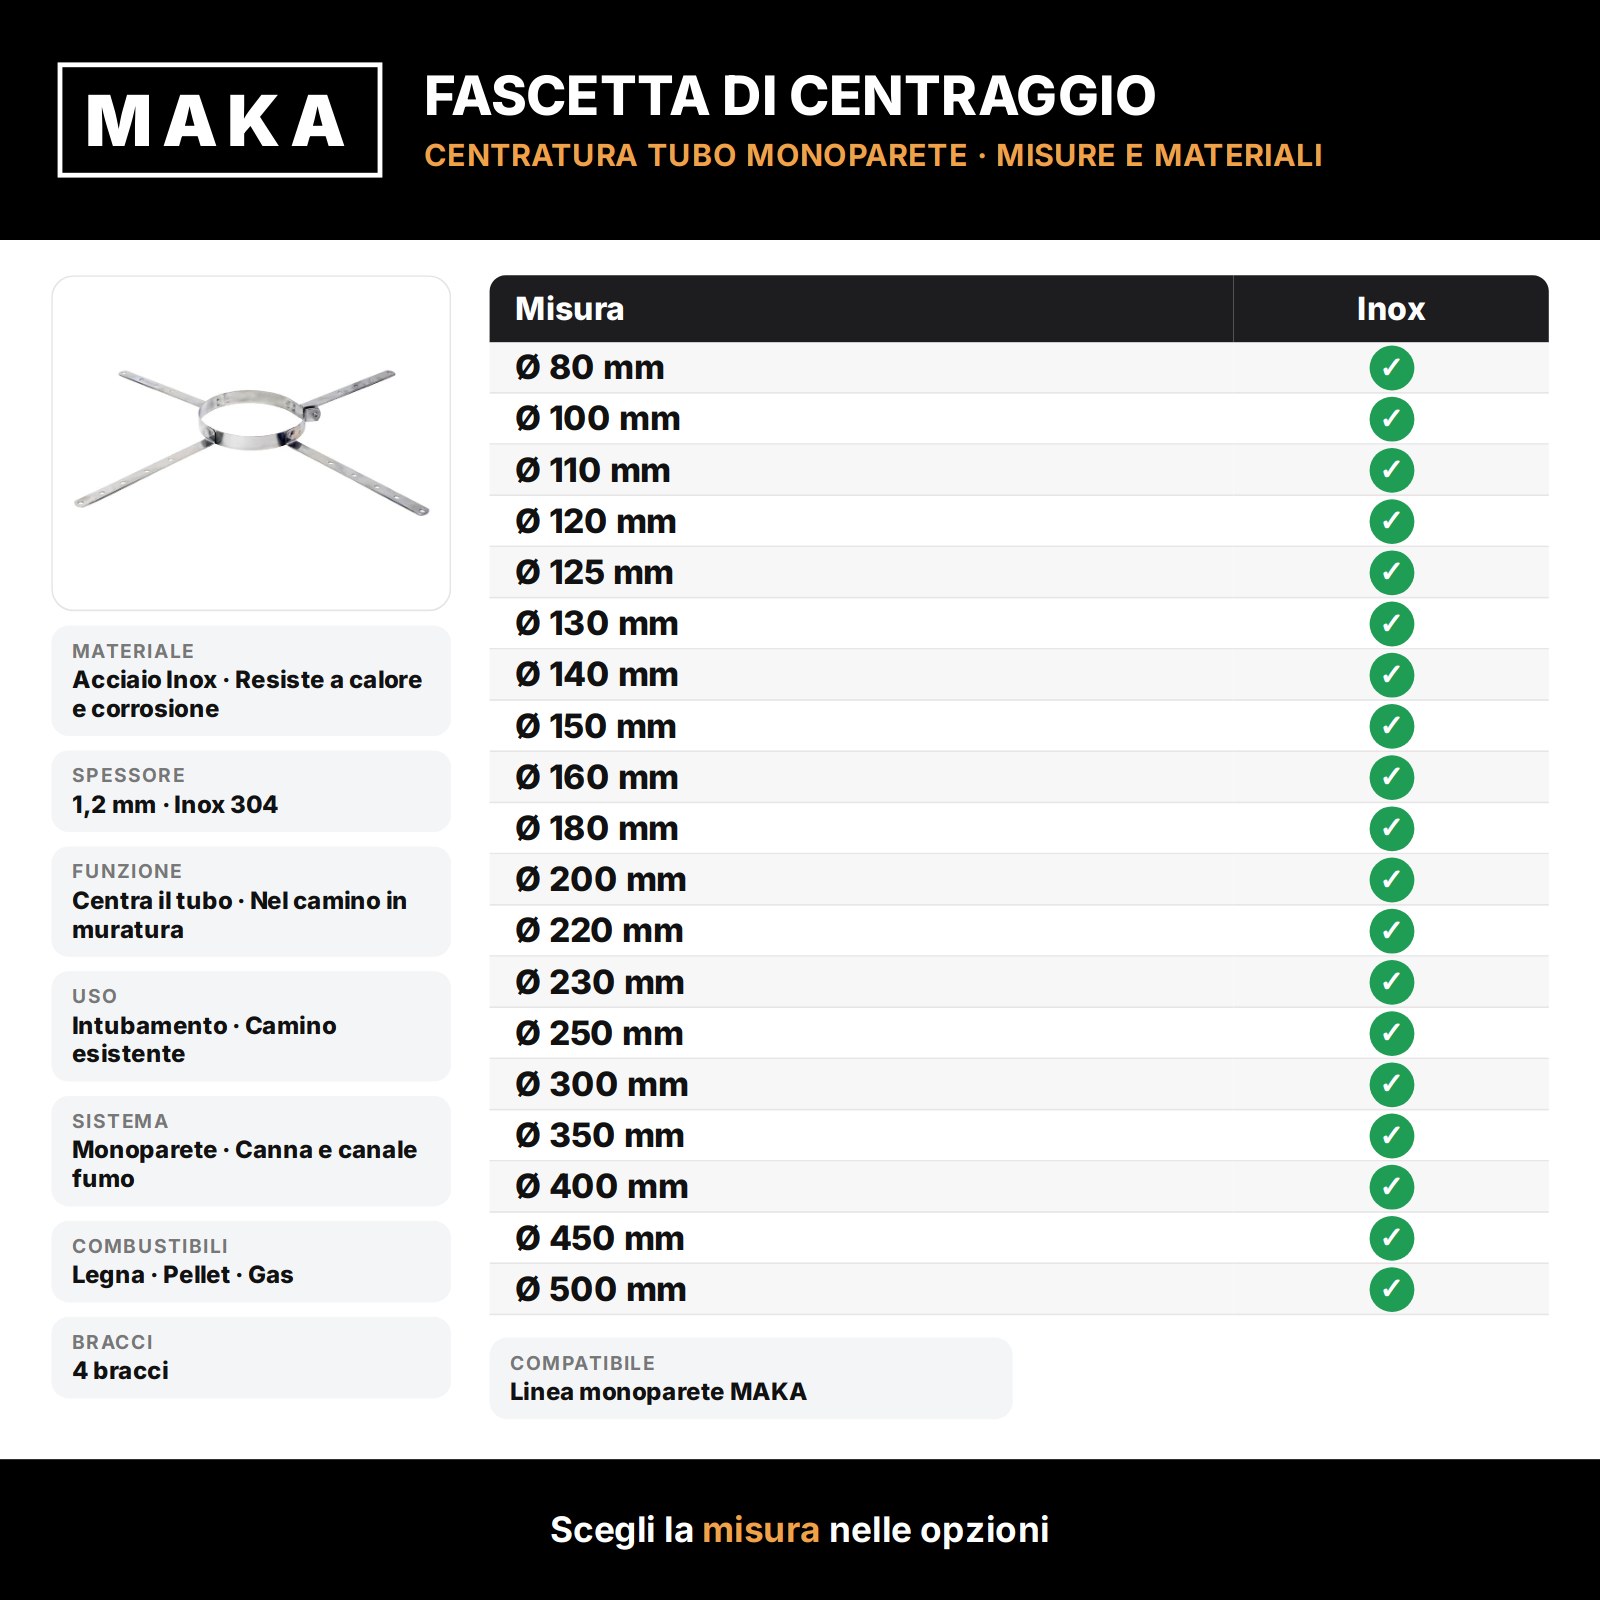 MAKA
FASCETTA DI CENTRAGGIO
CENTRATURA TUBO MONOPARETE · MISURE E MATERIALI
MATERIALE
Acciaio Inox · Resiste a calore
e corrosione
SPESSORE
1,2 mm · Inox 304
FUNZIONE
Centra il tubo · Nel camino in
muratura
USO
Intubamento · Camino
esistente
SISTEMA
Monoparete · Canna e canale
fumo
COMBUSTIBILI
Legna · Pellet · Gas
BRACCI
4 bracci
Misura Inox
Ø 80 mm ✓
Ø 100 mm ✓
Ø 110 mm ✓
Ø 120 mm ✓
Ø 125 mm ✓
Ø 130 mm ✓
Ø 140 mm ✓
Ø 150 mm ✓
Ø 160 mm ✓
Ø 180 mm ✓
Ø 200 mm ✓
Ø 220 mm ✓
Ø 230 mm ✓
Ø 250 mm ✓
Ø 300 mm ✓
Ø 350 mm ✓
Ø 400 mm ✓
Ø 450 mm ✓
Ø 500 mm ✓
COMPATIBILE
Linea monoparete MAKA
Scegli la misura nelle opzioni